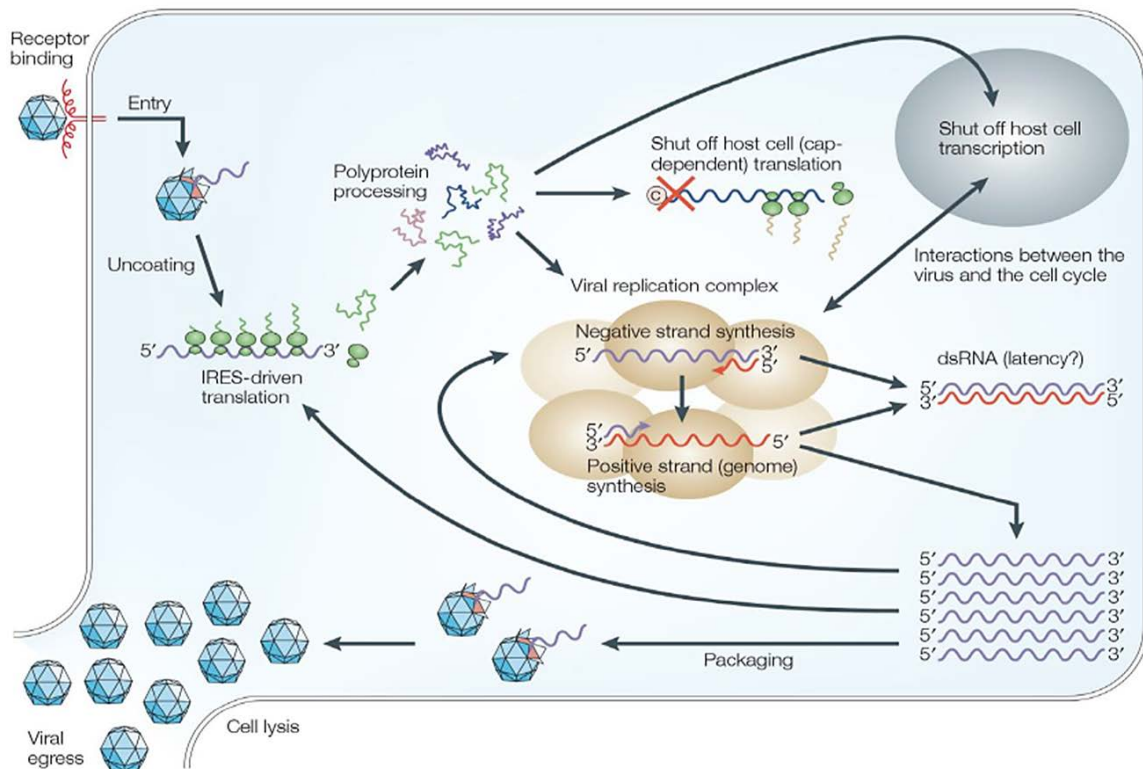 Receptor
binding
Entry
Uncoating
5′ 3′
IRES-driven
translation
Polyprotein
processing
Shut off host cell (cap-
dependent) translation
C
Shut off host cell
transcription
Interactions between the
virus and the cell cycle
Viral replication complex
Negative strand synthesis
5′ 3′
5′
5′
3′ 5′
Positive strand (genome)
synthesis
dsRNA (latency?)
5′ 3′
3′ 5′
5′ 3′
5′ 3′
5′ 3′
5′ 3′
5′ 3′
5′ 3′
Packaging
Cell lysis
Viral
egress